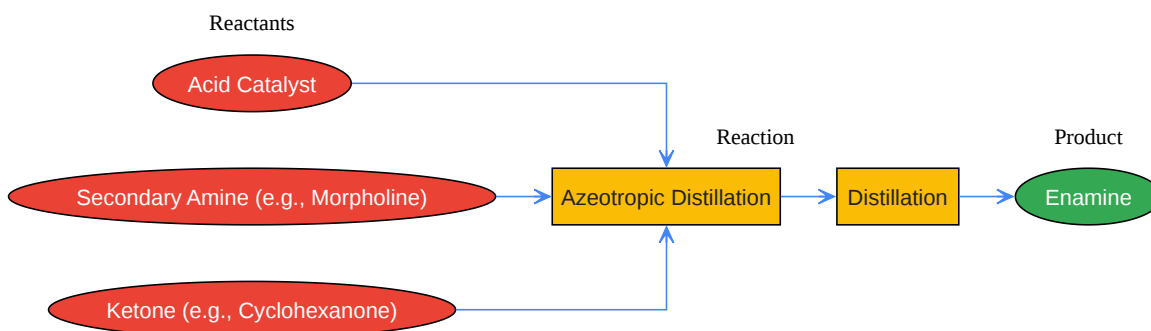 Reactants
Acid Catalyst
Reaction
Product
Secondary Amine (e.g., Morpholine)
Azeotropic Distillation
Distillation
Enamine
Ketone (e.g., Cyclohexanone)